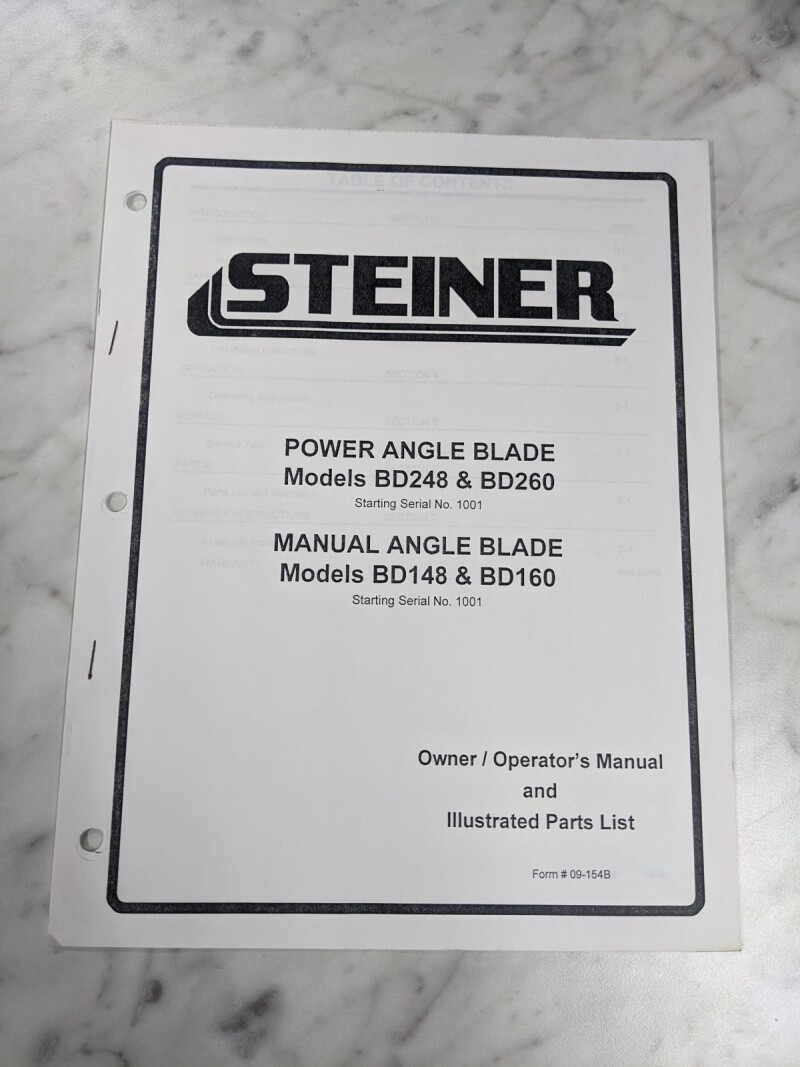 STEINER
POWER ANGLE BLADE
Models BD248 & BD260
Starting Serial No. 1001
MANUAL ANGLE BLADE
Models BD148 & BD160
Starting Serial No. 1001
Owner / Operator's Manual
and
Illustrated Parts List
Form # 09-154B